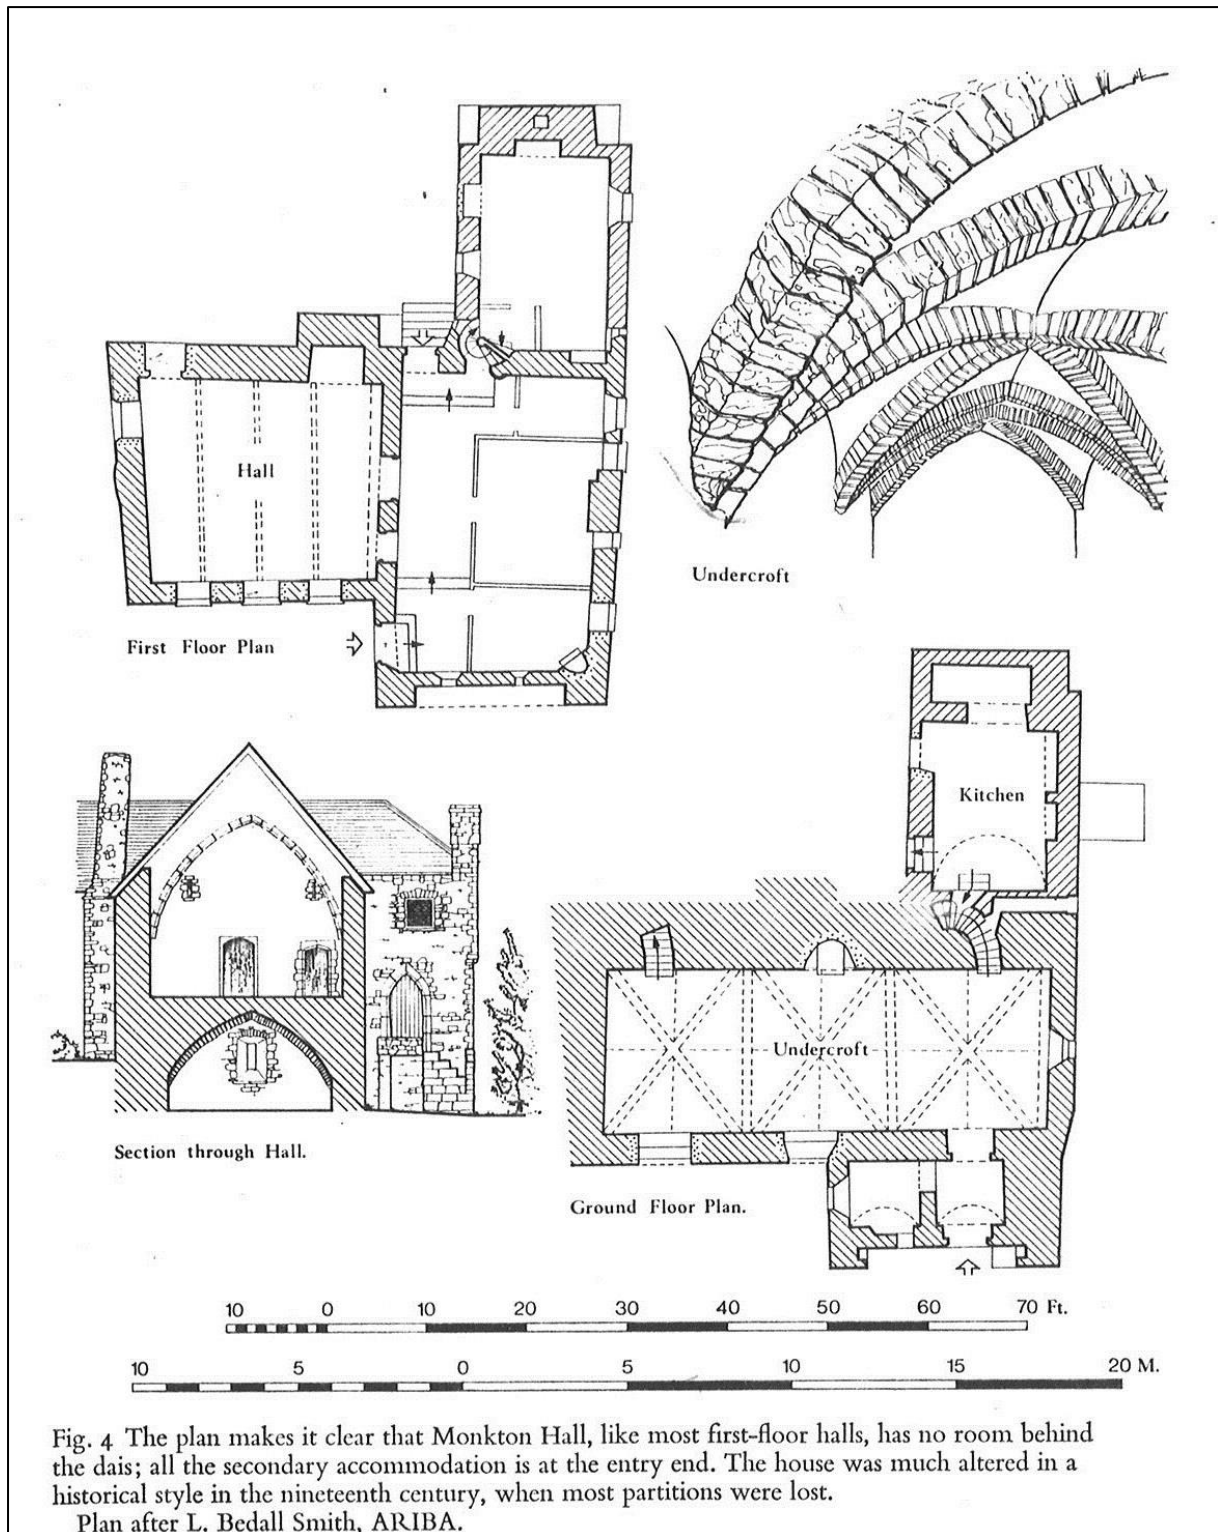 Hall
First Floor Plan
Undercroft
Kitchen
Undercroft
Section through Hall.
Ground Floor Plan.
10 0 10 20 30 40 50 60 70 Ft.
10 5 0 5 10 15 20 M.
Fig. 4 The plan makes it clear that Monkton Hall, like most first-floor halls, has no room behind
the dais; all the secondary accommodation is at the entry end. The house was much altered in a
historical style in the nineteenth century, when most partitions were lost.
Plan after L. Bedall Smith, ARIBA.